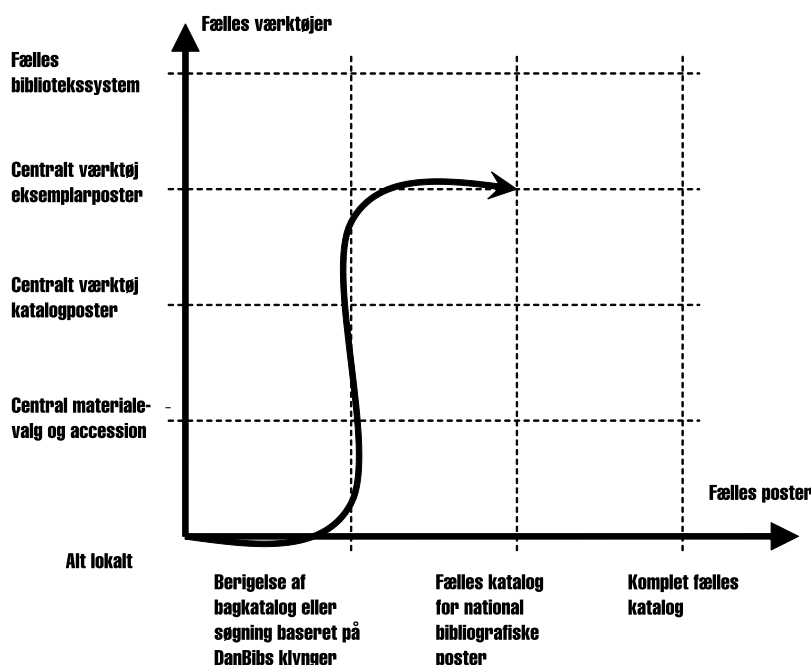 Fælles værktøjer
Fælles
bibliotekssystem
Centralt værktøj
eksemplarposter
Centralt værktøj
katalogposter
Central materiale-
valg og accession
Fælles poster
Alt lokalt
Berigelse af
bagkatalog eller
søgning baseret på
DanBibs klynger
Fælles katalog
for national
bibliografiske
poster
Komplet fælles
katalog